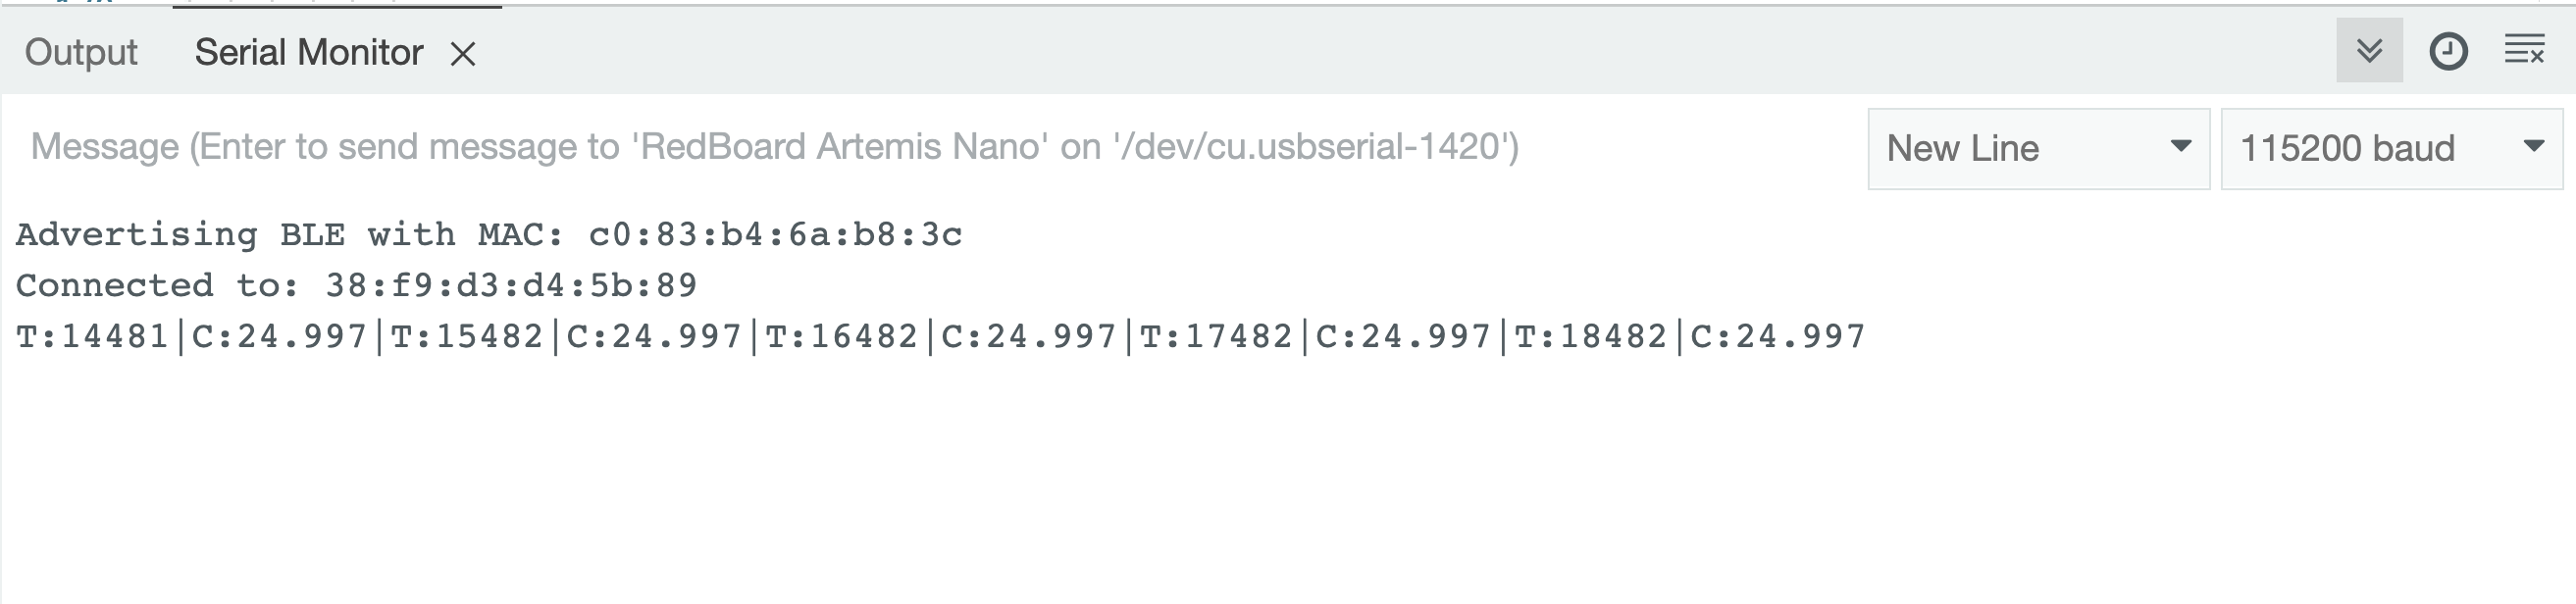 Output Serial Monitor
Message (Enter to send message to 'RedBoard Artemis Nano' on '/dev/cu.usbserial-1420') New Line 115200 baud
Advertising BLE with MAC: c0:83:b4:6a:b8:3c
Connected to: 38:f9:d3:d4:5b:89
T:14481|C:24.997|T:15482|C:24.997|T:16482|C:24.997|T:17482|C:24.997|T:18482|C:24.997